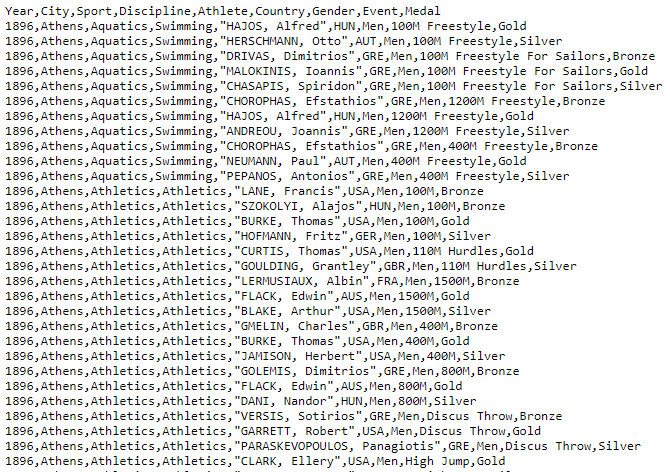 Year,City,Sport,Discipline,Athlete,Country,Gender,Event,Medal
1896,Athens,Aquatics,Swimming,"HAJOS, Alfred",HUN,Men,100M Freestyle,Gold
1896,Athens,Aquatics,Swimming,"HERSCHMANN, Otto",AUT,Men,100M Freestyle,Silver
1896,Athens,Aquatics,Swimming,"DRIVAS, Dimitrios",GRE,Men,100M Freestyle For Sailors,Bronze
1896,Athens,Aquatics,Swimming,"MALOKINIS, Ioannis",GRE,Men,100M Freestyle For Sailors,Gold
1896,Athens,Aquatics,Swimming,"CHASAPIS, Spiridon",GRE,Men,100M Freestyle For Sailors,Silver
1896,Athens,Aquatics,Swimming,"CHOROPHAS, Efstathios",GRE,Men,1200M Freestyle,Bronze
1896,Athens,Aquatics,Swimming,"HAJOS, Alfred",HUN,Men,1200M Freestyle,Gold
1896,Athens,Aquatics,Swimming,"ANDREOU, Joannis",GRE,Men,1200M Freestyle,Silver
1896,Athens,Aquatics,Swimming,"CHOROPHAS, Efstathios",GRE,Men,400M Freestyle,Bronze
1896,Athens,Aquatics,Swimming,"NEUMANN, Paul",AUT,Men,400M Freestyle,Gold
1896,Athens,Aquatics,Swimming,"PEPANOS, Antonios",GRE,Men,400M Freestyle,Silver
1896,Athens,Athletics,Athletics,"LANE, Francis",USA,Men,100M,Bronze
1896,Athens,Athletics,Athletics,"SZOKOLYI, Alajos",HUN,Men,100M,Bronze
1896,Athens,Athletics,Athletics,"BURKE, Thomas",USA,Men,100M,Gold
1896,Athens,Athletics,Athletics,"HOFMANN, Fritz",GER,Men,100M,Silver
1896,Athens,Athletics,Athletics,"CURTIS, Thomas",USA,Men,110M Hurdles,Gold
1896,Athens,Athletics,Athletics,"GOULDING, Grantley",GBR,Men,110M Hurdles,Silver
1896,Athens,Athletics,Athletics,"LERMUSIAUX, Albin",FRA,Men,1500M,Bronze
1896,Athens,Athletics,Athletics,"FLACK, Edwin",AUS,Men,1500M,Gold
1896,Athens,Athletics,Athletics,"BLAKE, Arthur",USA,Men,1500M,Silver
1896,Athens,Athletics,Athletics,"GMELIN, Charles",GBR,Men,400M,Bronze
1896,Athens,Athletics,Athletics,"BURKE, Thomas",USA,Men,400M,Gold
1896,Athens,Athletics,Athletics,"JAMISON, Herbert",USA,Men,400M,Silver
1896,Athens,Athletics,Athletics,"GOLEMIS, Dimitrios",GRE,Men,800M,Bronze
1896,Athens,Athletics,Athletics,"FLACK, Edwin",AUS,Men,800M,Gold
1896,Athens,Athletics,Athletics,"DANI, Nandor",HUN,Men,800M,Silver
1896,Athens,Athletics,Athletics,"VERSIS, Sotirios",GRE,Men,Discus Throw,Bronze
1896,Athens,Athletics,Athletics,"GARRETT, Robert",USA,Men,Discus Throw,Gold
1896,Athens,Athletics,Athletics,"PARASKEVOPOULOS, Panagiotis",GRE,Men,Discus Throw,Silver
1896,Athens,Athletics,Athletics,"CLARK, Ellery",USA,Men,High Jump,Gold